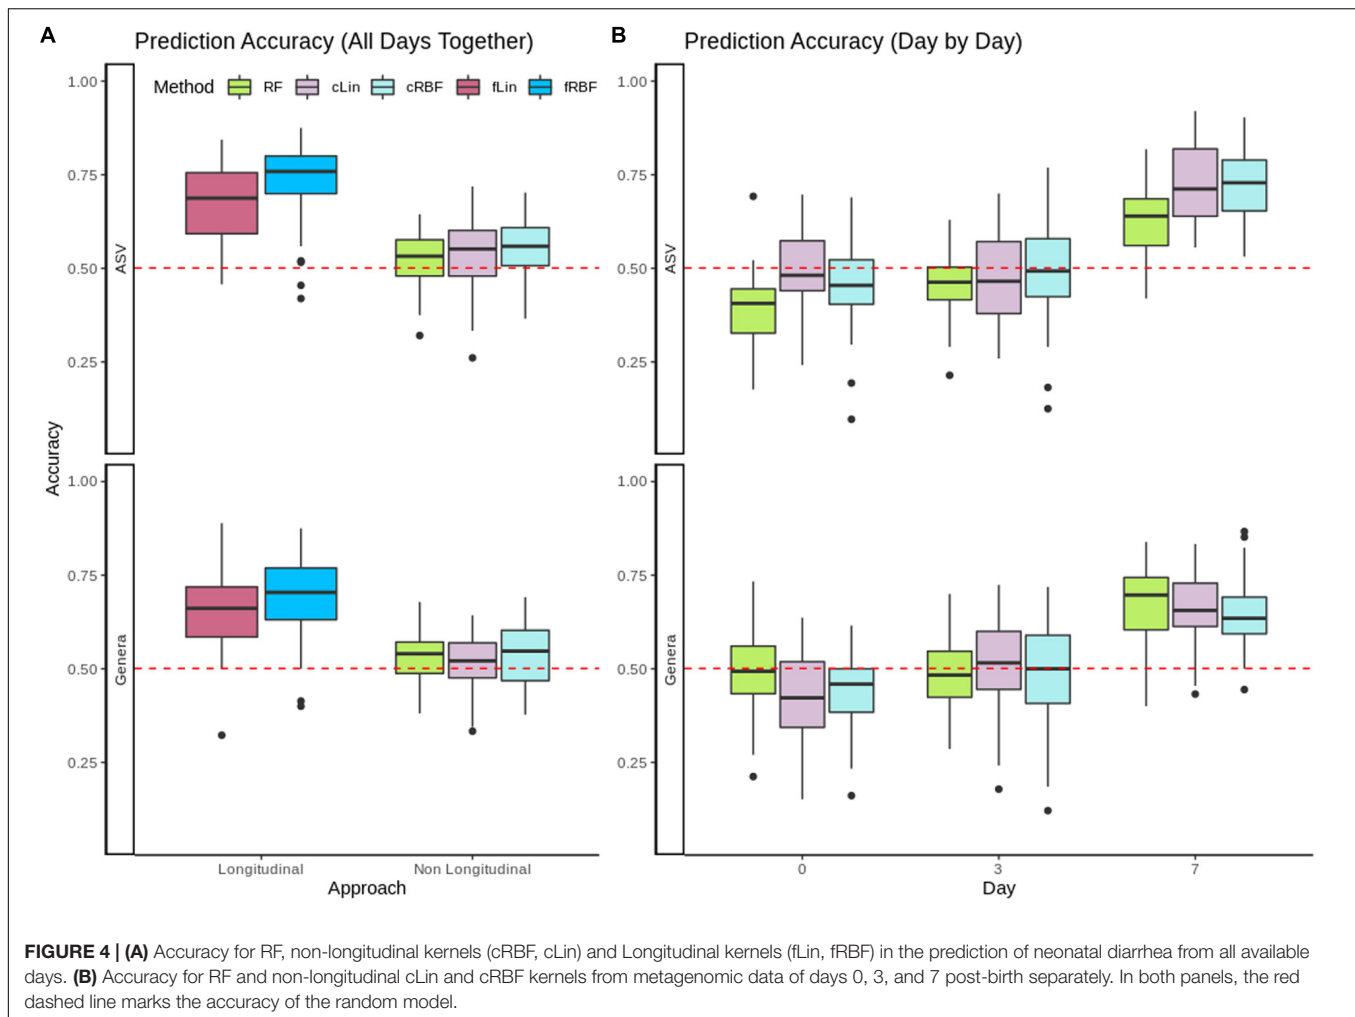 A
Prediction Accuracy (All Days Together)
Method RF cLin cRBF fLin fRBF
1.00
0.75
0.50
0.25
ASV
Accuracy
1.00
0.75
0.50
0.25
Genera
Longitudinal Non Longitudinal
Approach
B
Prediction Accuracy (Day by Day)
1.00
0.75
0.50
0.25
ASV
1.00
0.75
0.50
0.25
Genera
0 3 7
Day
FIGURE 4 | (A) Accuracy for RF, non-longitudinal kernels (cRBF, cLin) and Longitudinal kernels (fLin, fRBF) in the prediction of neonatal diarrhea from all available
days. (B) Accuracy for RF and non-longitudinal cLin and cRBF kernels from metagenomic data of days 0, 3, and 7 post-birth separately. In both panels, the red
dashed line marks the accuracy of the random model.